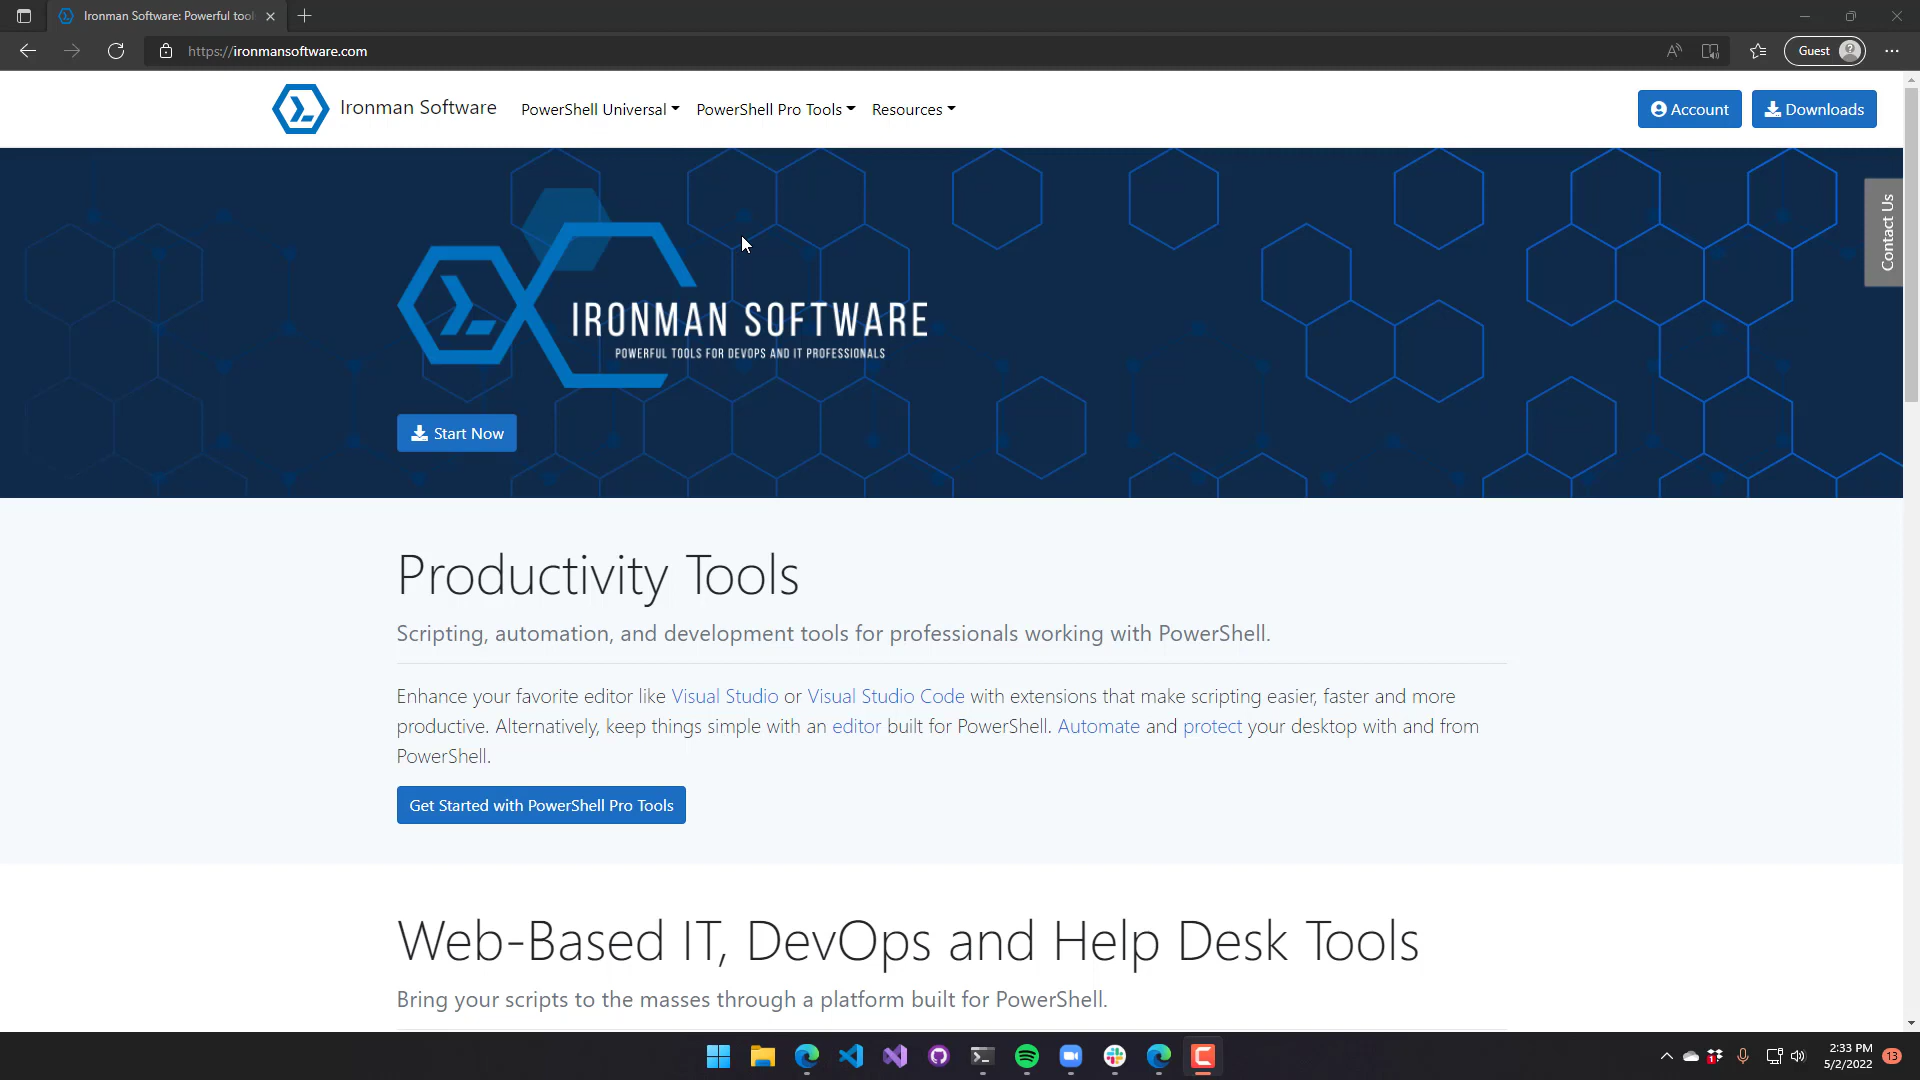 Ironman Software: Powerful tool
https://ironmansoftware.com
Guest
Ironman Software
PowerShell Universal
PowerShell Pro Tools
Resources
Account
Downloads
Contact Us
IRONMAN SOFTWARE
POWERFUL TOOLS FOR DEVOPS AND IT PROFESSIONALS
Start Now
Productivity Tools
Scripting, automation, and development tools for professionals working with PowerShell.
Enhance your favorite editor like Visual Studio or Visual Studio Code with extensions that make scripting easier, faster and more
productive. Alternatively, keep things simple with an editor built for PowerShell. Automate and protect your desktop with and from
PowerShell.
Get Started with PowerShell Pro Tools
Web-Based IT, DevOps and Help Desk Tools
Bring your scripts to the masses through a platform built for PowerShell.
2:33 PM
5/2/2022
13